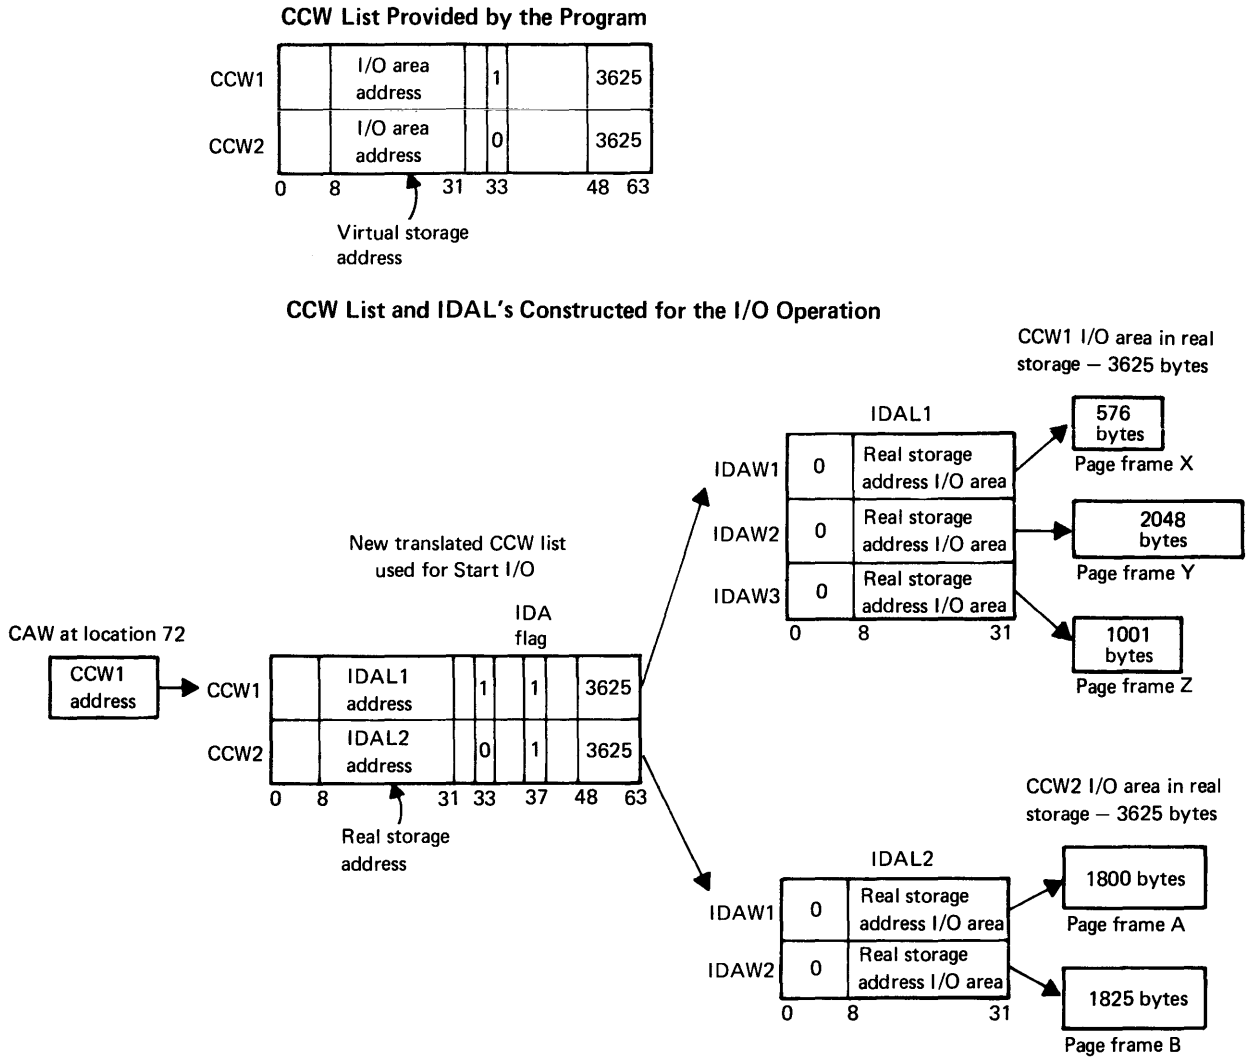 CCW List Provided by the Program
CCW1
I/O area
address
1
3625
CCW2
I/O area
address
0
3625
0 8 31 33 48 63
Virtual storage
address
CCW List and IDAL's Constructed for the I/O Operation
CCW1 I/O area in real
storage — 3625 bytes
IDAL1
576
bytes
Page frame X
IDAW1
0
Real storage
address I/O area
IDAW2
0
Real storage
address I/O area
2048
bytes
Page frame Y
IDAW3
0
Real storage
address I/O area
0 8 31
1001
bytes
Page frame Z
New translated CCW list
used for Start I/O
IDA
flag
CAW at location 72
CCW1
address
CCW1
IDAL1
address
1
1
3625
CCW2
IDAL2
address
0
1
3625
0 8 31 33 37 48 63
Real storage
address
CCW2 I/O area in real
storage — 3625 bytes
IDAL2
IDAW1
0
Real storage
address I/O area
1800 bytes
Page frame A
IDAW2
0
Real storage
address I/O area
0 8 31
1825 bytes
Page frame B